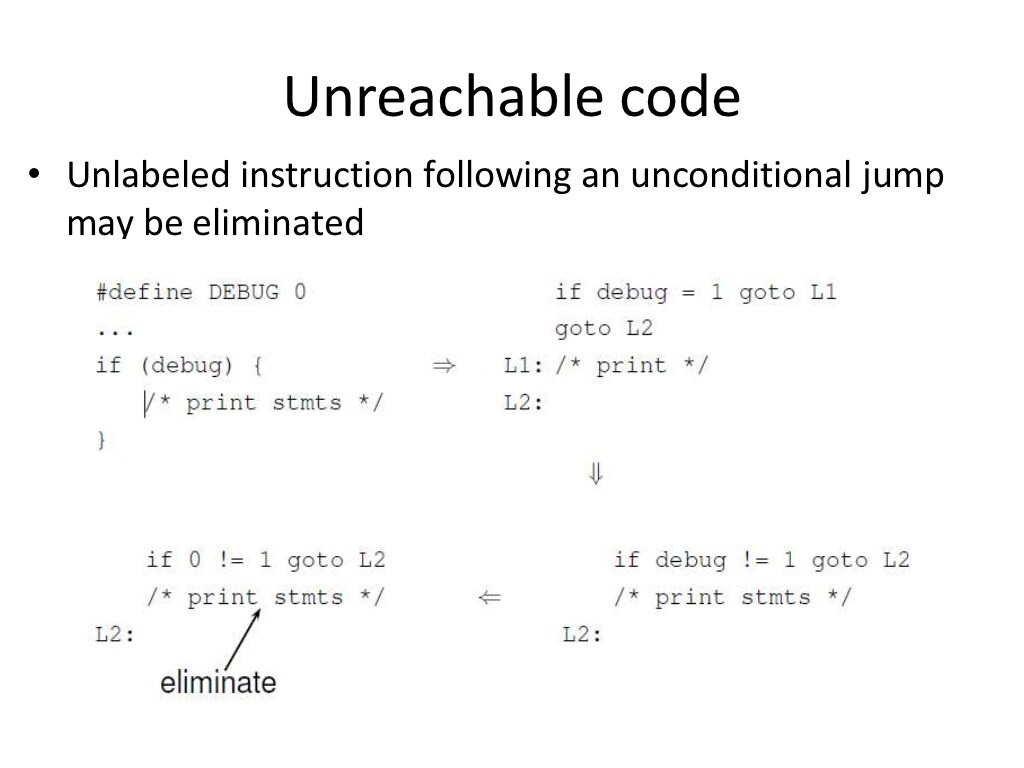 Unreachable code
• Unlabeled instruction following an unconditional jump
may be eliminated
#define DEBUG 0
...
if (debug) {
/* print stmts */
}
⇒
if debug = 1 goto L1
goto L2
L1: /* print */
L2:
⇓
if debug != 1 goto L2
/* print stmts */
L2:
⇐
if 0 != 1 goto L2
/* print stmts */
L2:
eliminate